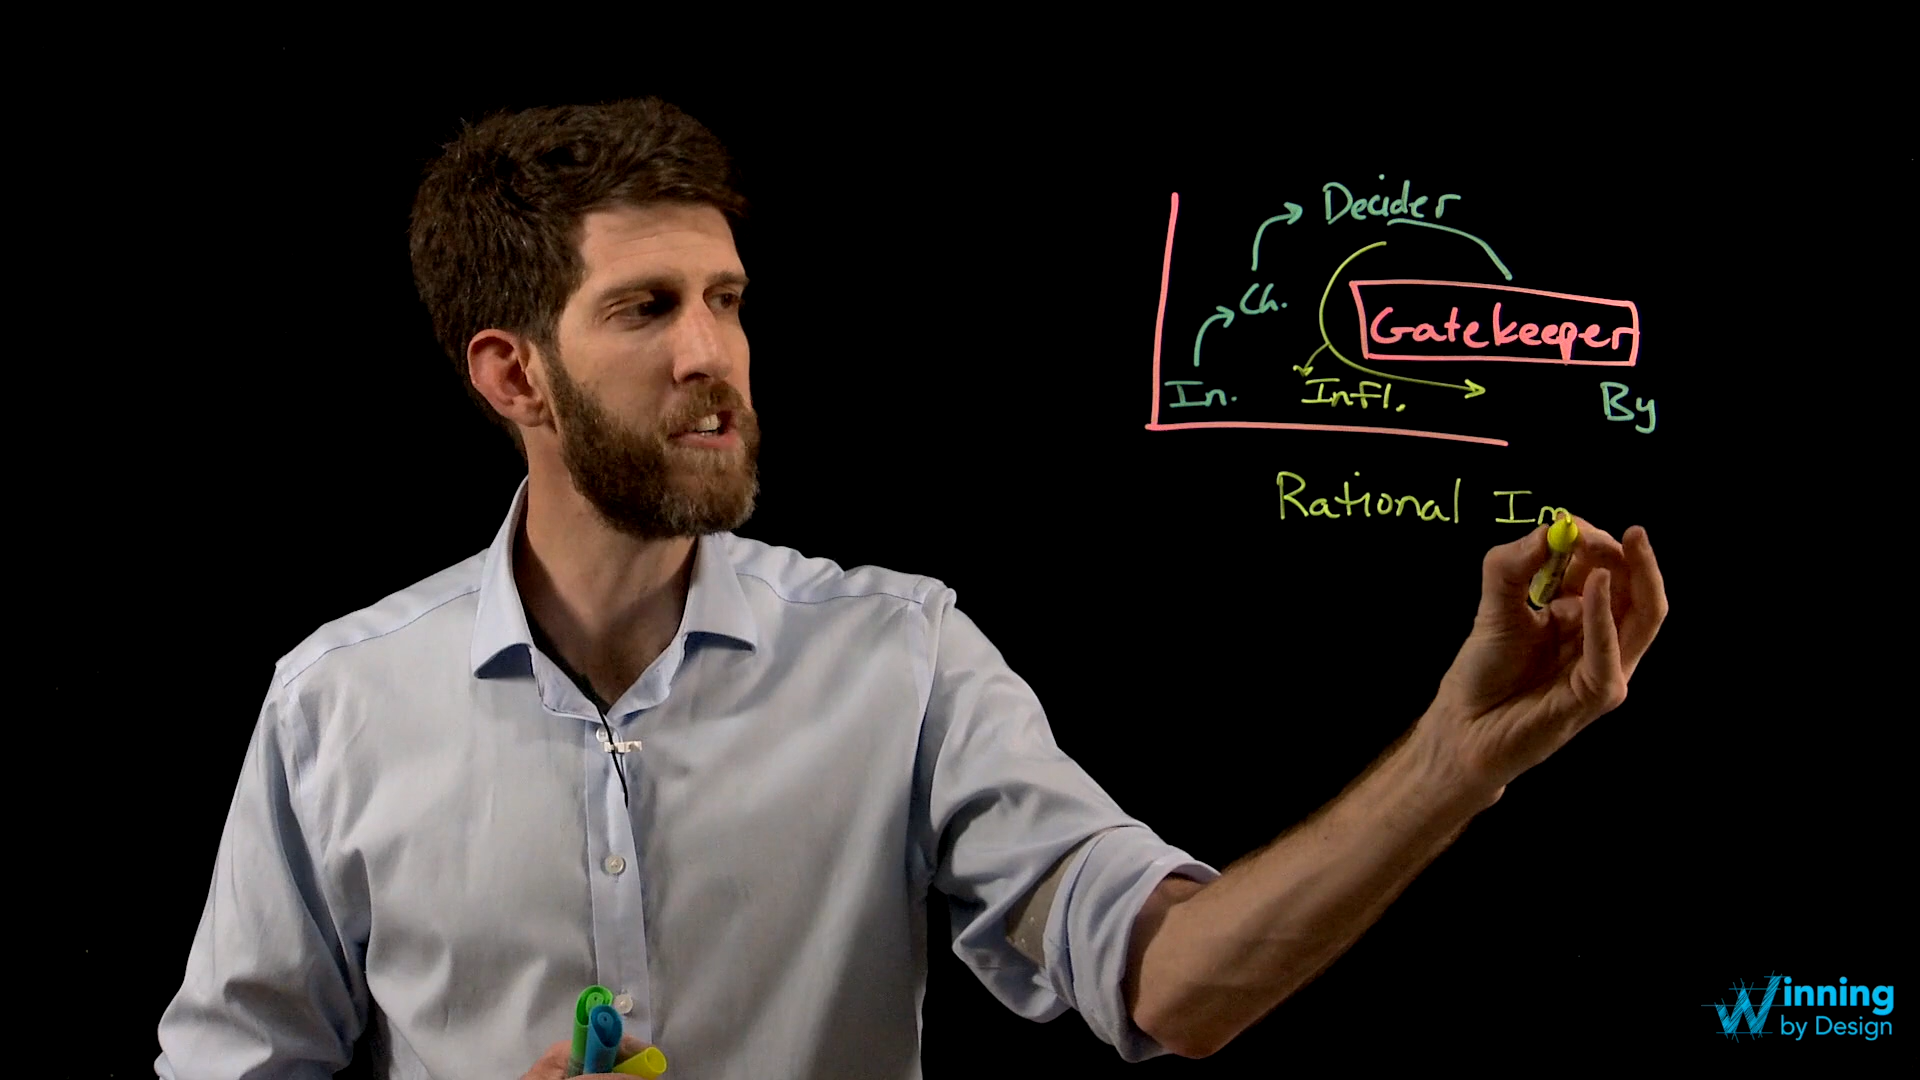 Decider
Ch.
Gatekeeper
In. Infl. By
Rational Im
Winning
by Design